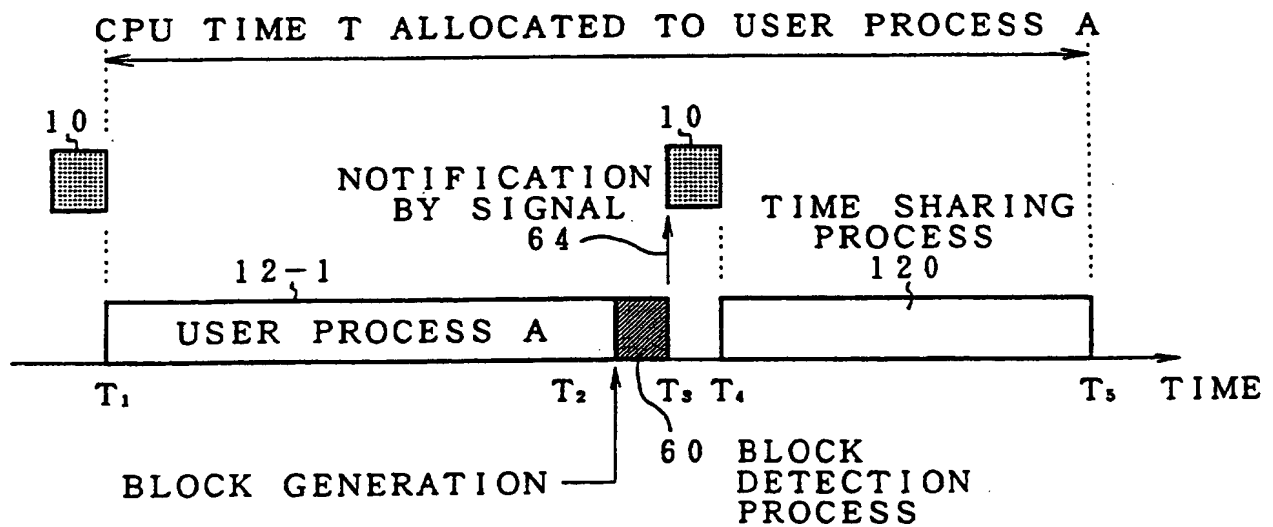 CPU TIME T ALLOCATED TO USER PROCESS A
10
10
NOTIFICATION
BY SIGNAL
64
TIME SHARING
PROCESS
120
12-1
USER PROCESS A
T₁
T₂
T₃
T₄
T₅
TIME
BLOCK GENERATION
60 BLOCK
DETECTION
PROCESS